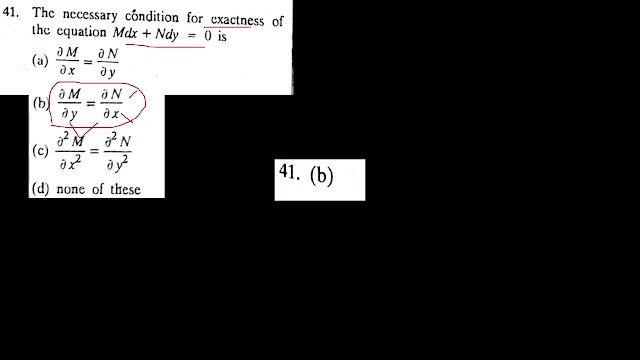 41. The necessary condition for exactness of
the equation Mdx + Ndy = 0 is
(a) ∂M/∂x = ∂N/∂y
(b) ∂M/∂y = ∂N/∂x
(c) ∂²M/∂x² = ∂²N/∂y²
(d) none of these
41. (b)